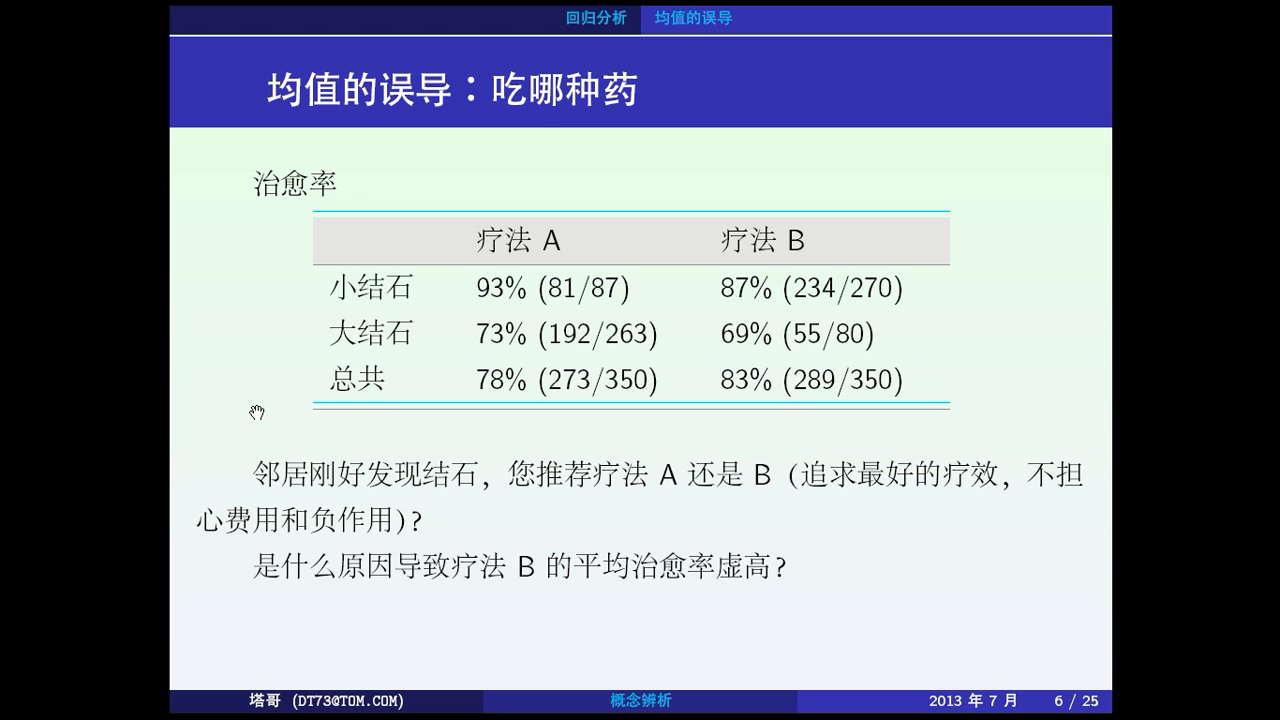 回归分析 均值的误导
均值的误导：吃哪种药
治愈率
疗法 A 疗法 B
小结石 93% (81/87) 87% (234/270)
大结石 73% (192/263) 69% (55/80)
总共 78% (273/350) 83% (289/350)
邻居刚好发现结石，您推荐疗法 A 还是 B (追求最好的疗效，不担
心费用和负作用)?
是什么原因导致疗法 B 的平均治愈率虚高?
塔哥 (DT73@TOM.COM) 概念辨析 2013 年 7 月 6 / 25